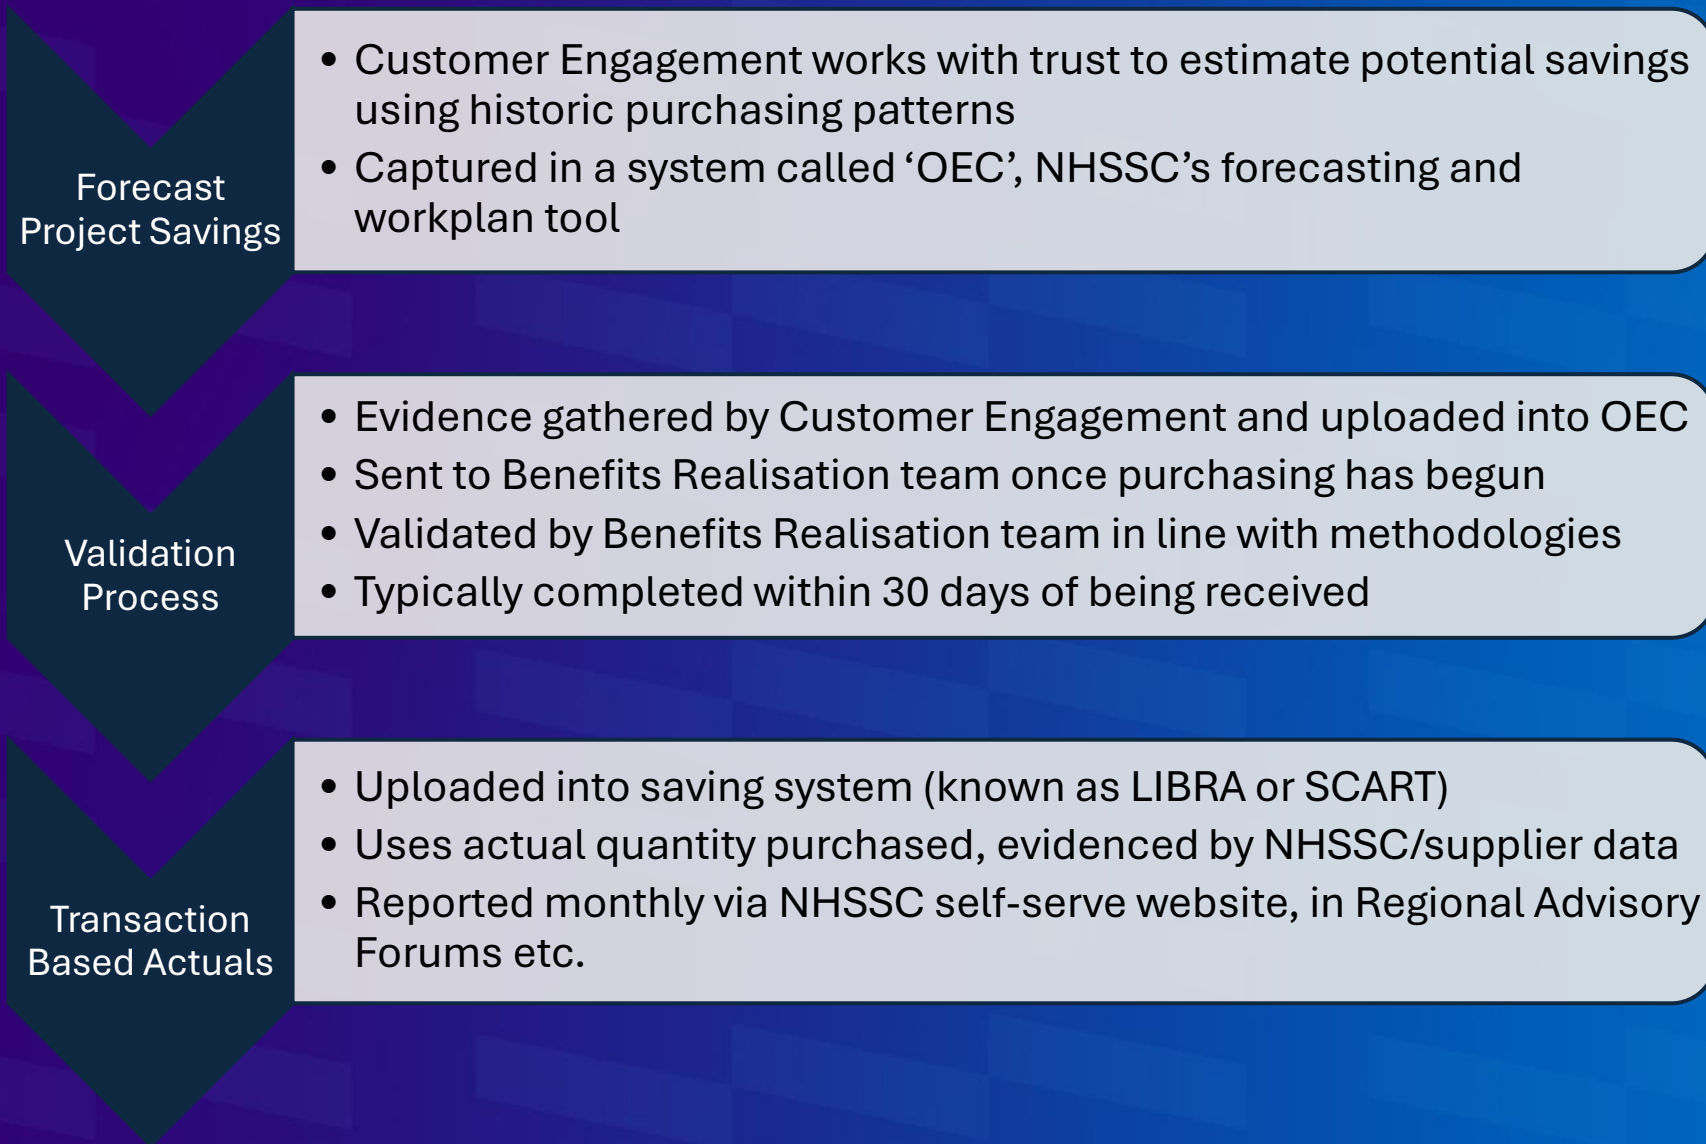 Forecast
Project Savings
• Customer Engagement works with trust to estimate potential savings
using historic purchasing patterns
• Captured in a system called ‘OEC’, NHSSC’s forecasting and
workplan tool
Validation
Process
• Evidence gathered by Customer Engagement and uploaded into OEC
• Sent to Benefits Realisation team once purchasing has begun
• Validated by Benefits Realisation team in line with methodologies
• Typically completed within 30 days of being received
Transaction
Based Actuals
• Uploaded into saving system (known as LIBRA or SCART)
• Uses actual quantity purchased, evidenced by NHSSC/supplier data
• Reported monthly via NHSSC self-serve website, in Regional Advisory
Forums etc.